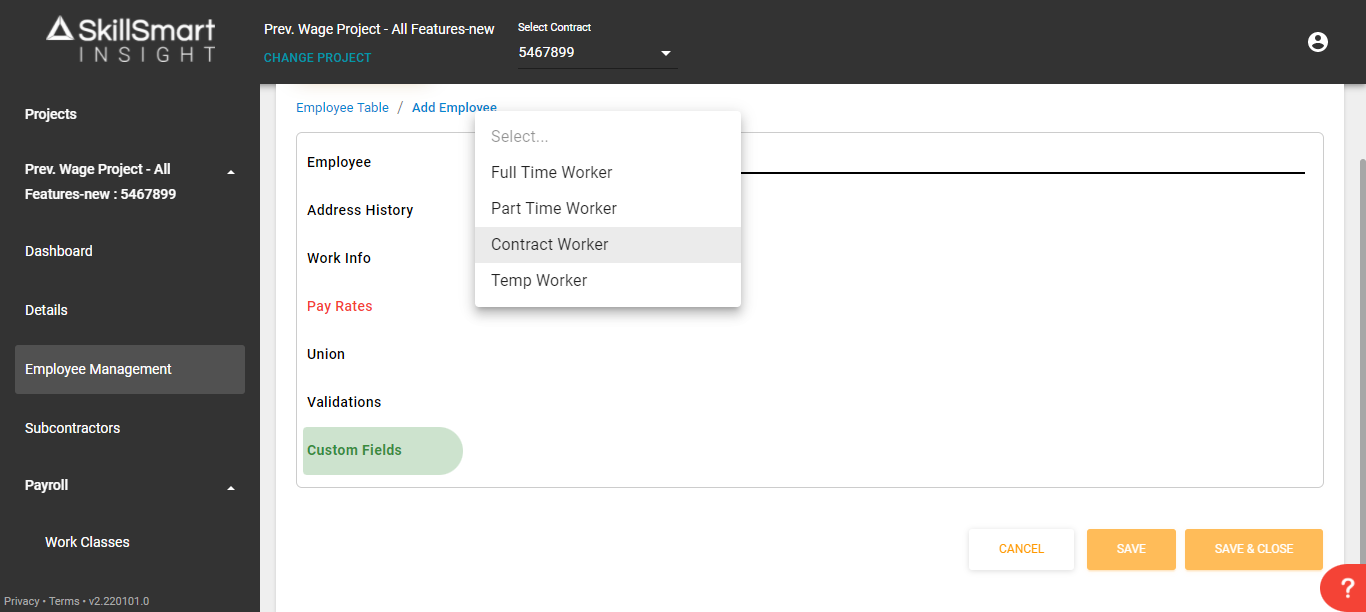 SkillSmart
INSIGHT
Prev. Wage Project - All Features-new
CHANGE PROJECT
Select Contract
5467899
Projects
Prev. Wage Project - All
Features-new : 5467899
Dashboard
Details
Employee Management
Subcontractors
Payroll
Work Classes
Privacy • Terms • v2.220101.0
Employee Table / Add Employee
Employee
Address History
Work Info
Pay Rates
Union
Validations
Custom Fields
Select...
Full Time Worker
Part Time Worker
Contract Worker
Temp Worker
CANCEL
SAVE
SAVE & CLOSE
?